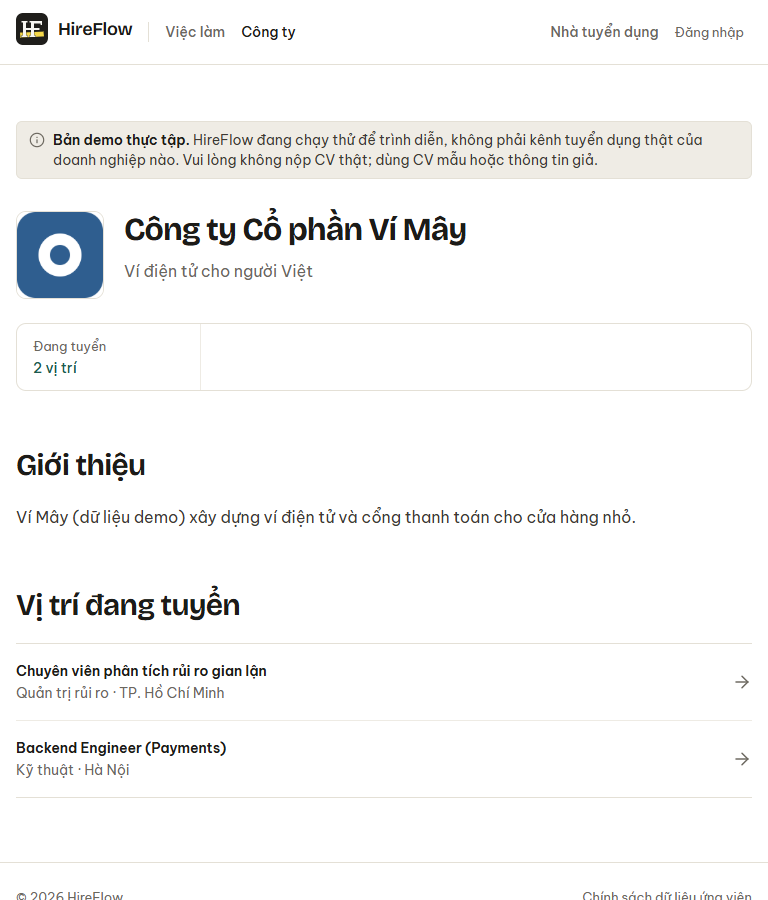 HF HireFlow Việc làm Công ty Nhà tuyển dụng Đăng nhập
Bản demo thực tập. HireFlow đang chạy thử để trình diễn, không phải kênh tuyển dụng thật của
doanh nghiệp nào. Vui lòng không nộp CV thật; dùng CV mẫu hoặc thông tin giả.
Công ty Cổ phần Ví Mây
Ví điện tử cho người Việt
Đang tuyển
2 vị trí
Giới thiệu
Ví Mây (dữ liệu demo) xây dựng ví điện tử và cổng thanh toán cho cửa hàng nhỏ.
Vị trí đang tuyển
Chuyên viên phân tích rủi ro gian lận
Quản trị rủi ro · TP. Hồ Chí Minh
Backend Engineer (Payments)
Kỹ thuật · Hà Nội
© 2026 HireFlow Chính sách dữ liệu ứng viên